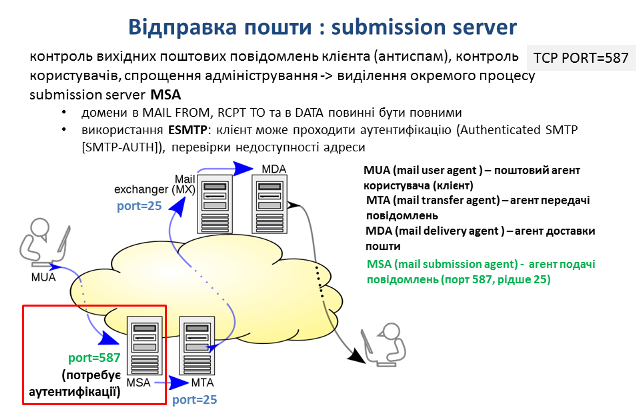 Відправка пошти : submission server
контроль вихідних поштових повідомлень клієнта (антиспам), контроль
TCP PORT=587
користувачів, спрощення адміністрування -> виділення окремого процесу
submission server MSA
• домени в MAIL FROM, RCPT TO та в DATA повинні бути повними
• використання ESMTP: клієнт може проходити аутентифікацію (Authenticated SMTP
[SMTP-AUTH]), перевірки недоступності адреси
MDA
Mail
exchanger (MX)
port=25
MUA (mail user agent ) – поштовий агент
користувача (клієнт)
MTA (mail transfer agent) – агент передачі
повідомлень
MDA (mail delivery agent ) – агент доставки
пошти
MSA (mail submission agent) - агент подачі
повідомлень (порт 587, рідше 25)
MUA
port=587
(потребує
аутентифікації)
MSA
MTA
port=25